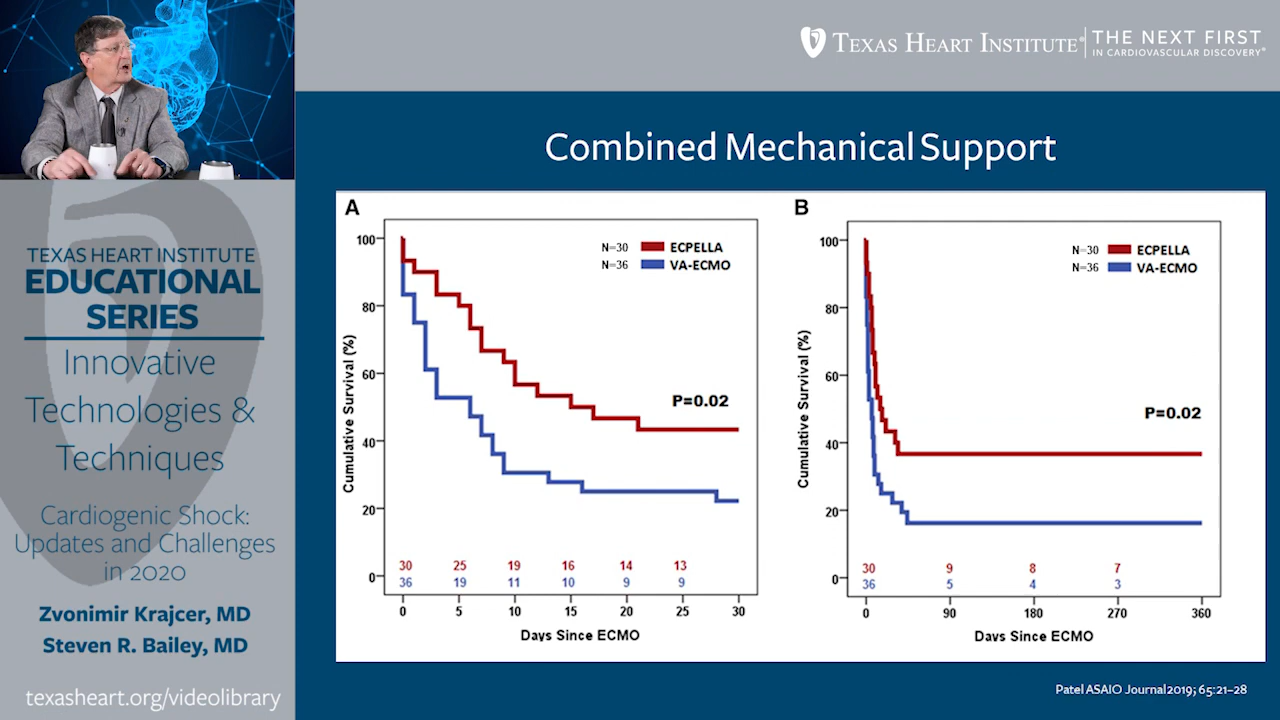 TEXAS HEART INSTITUTE®
THE NEXT FIRST
IN CARDIOVASCULAR DISCOVERY®
TEXAS HEART INSTITUTE
EDUCATIONAL
SERIES
Innovative
Technologies &
Techniques
Cardiogenic Shock:
Updates and Challenges
in 2020
Zvonimir Krajcer, MD
Steven R. Bailey, MD
texasheart.org/videolibrary
Combined Mechanical Support
A
N=30 ECPELLA
N=36 VA-ECMO
P=0.02
Cumulative Survival (%)
100
80
60
40
20
0
30 25 19 16 14 13
36 19 11 10 9 9
0 5 10 15 20 25 30
Days Since ECMO
B
N=30 ECPELLA
N=36 VA-ECMO
P=0.02
Cumulative Survival (%)
100
80
60
40
20
0
30 9 8 7
36 5 4 3
0 90 180 270 360
Days Since ECMO
Patel ASAIO Journal 2019; 65:21–28